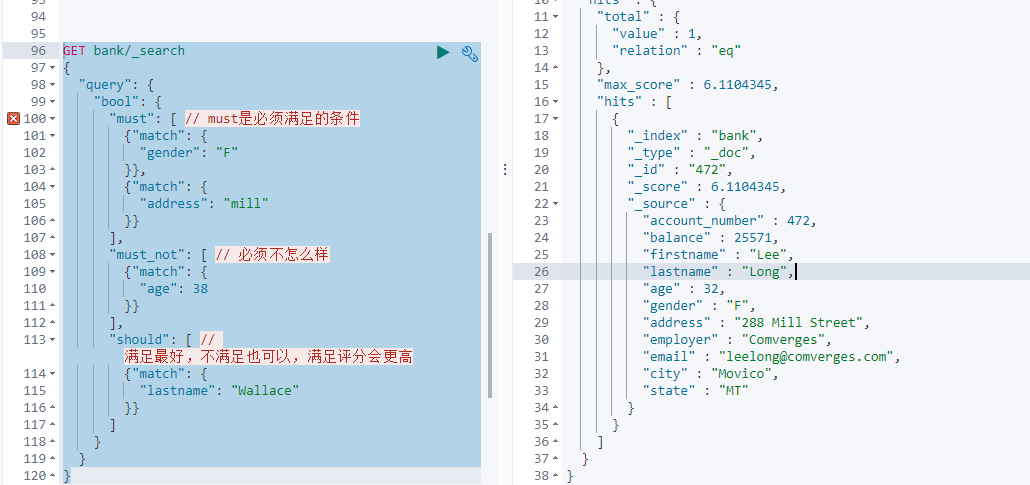 94
95
96 GET bank/_search
97 {
98 "query": {
99 "bool": {
100 "must": [ // must是必须满足的条件
101 {"match": {
102 "gender": "F"
103 }},
104 {"match": {
105 "address": "mill"
106 }}
107 ],
108 "must_not": [ // 必须不怎么样
109 {"match": {
110 "age": 38
111 }}
112 ],
113 "should": [ //
满足最好，不满足也可以，满足评分会更高
114 {"match": {
115 "lastname": "Wallace"
116 }}
117 ]
118 }
119 }
120 }
11 "total" : {
12 "value" : 1,
13 "relation" : "eq"
14 },
15 "max_score" : 6.1104345,
16 "hits" : [
17 {
18 "_index" : "bank",
19 "_type" : "_doc",
20 "_id" : "472",
21 "_score" : 6.1104345,
22 "_source" : {
23 "account_number" : 472,
24 "balance" : 25571,
25 "firstname" : "Lee",
26 "lastname" : "Long",
27 "age" : 32,
28 "gender" : "F",
29 "address" : "288 Mill Street",
30 "employer" : "Comverges",
31 "email" : "leelong@comverges.com",
32 "city" : "Movico",
33 "state" : "MT"
34 }
35 }
36 ]
37 }
38 }